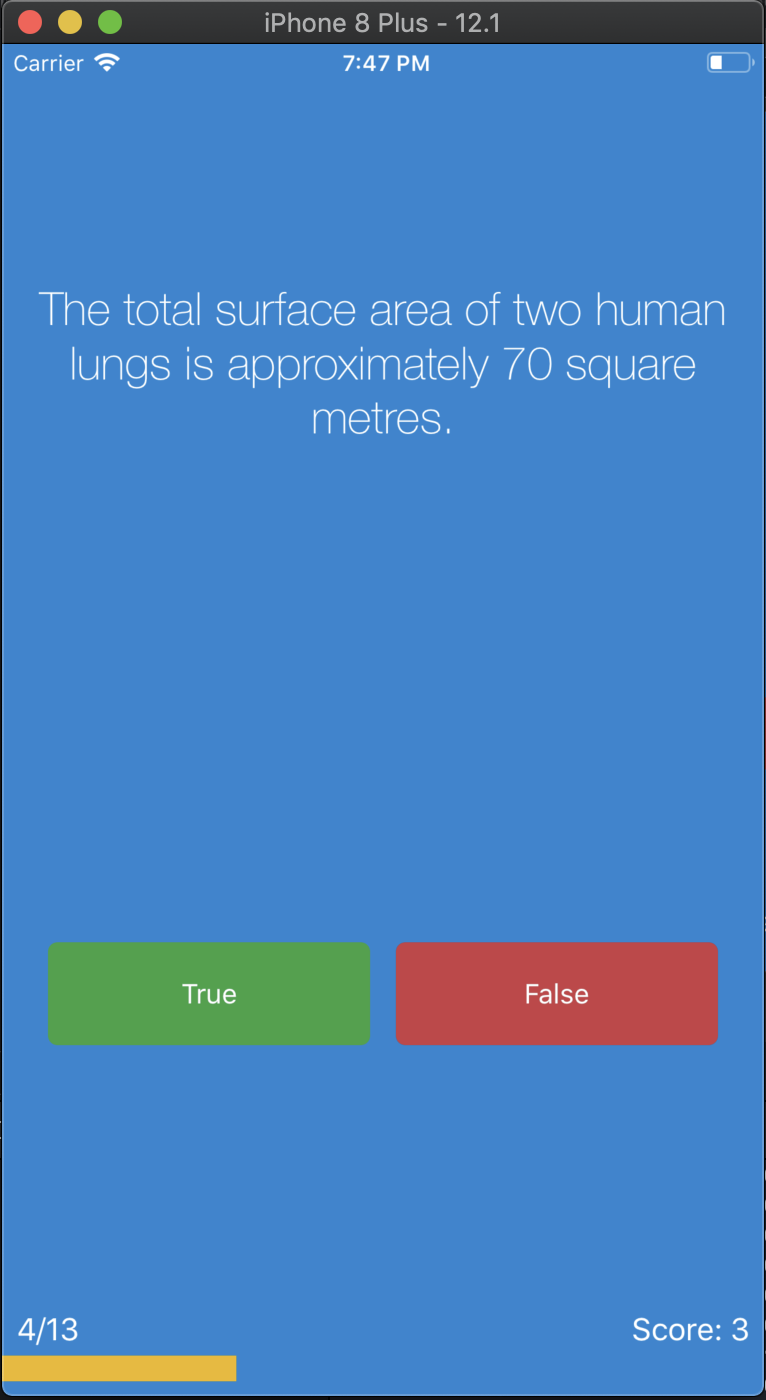 iPhone 8 Plus - 12.1
Carrier 7:47 PM
The total surface area of two human
lungs is approximately 70 square
metres.
True False
4/13 Score: 3